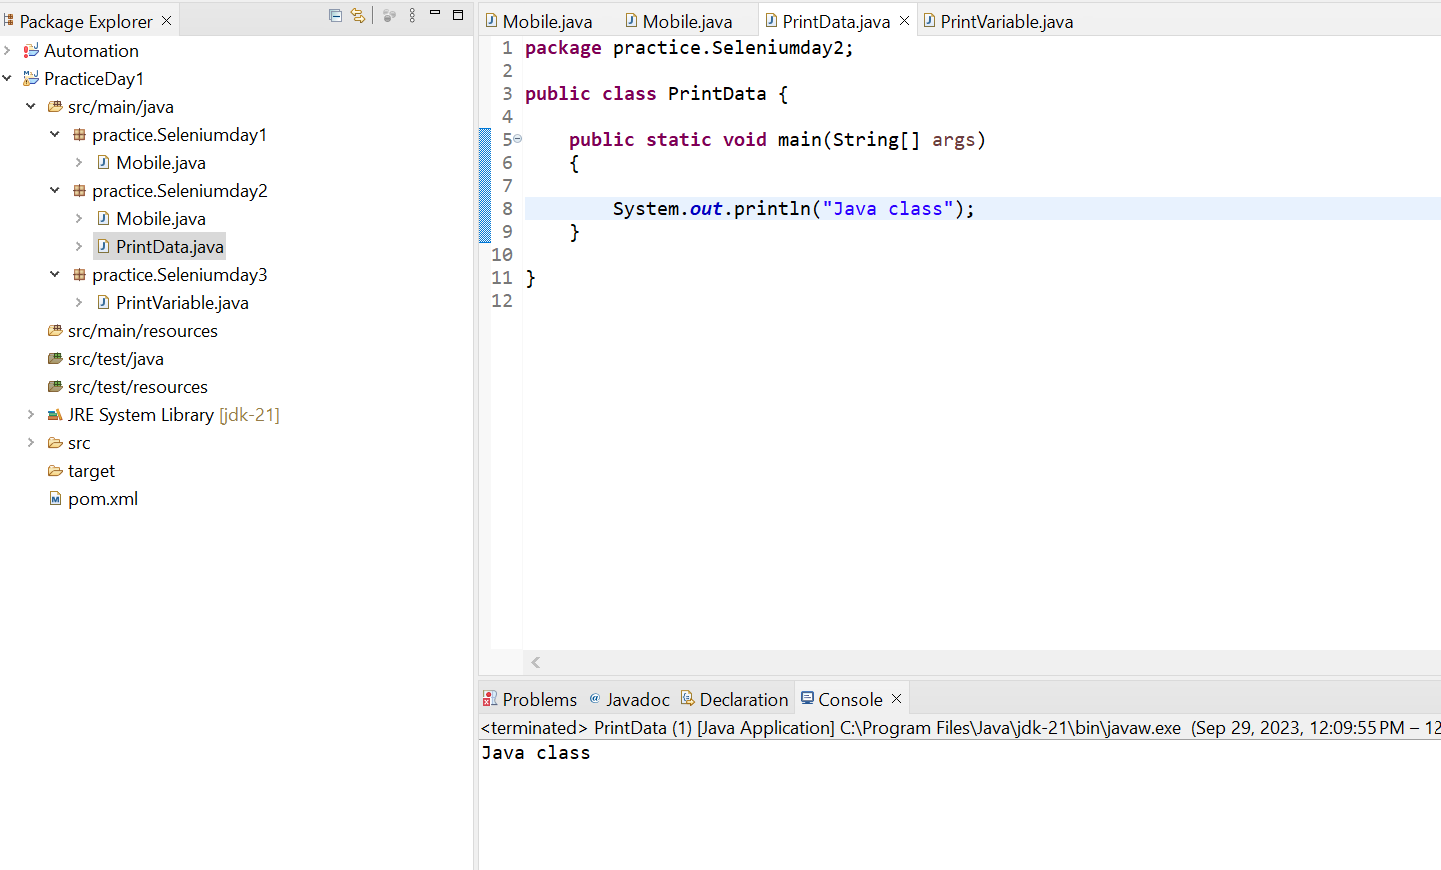 Package Explorer
Automation
PracticeDay1
src/main/java
practice.Seleniumday1
Mobile.java
practice.Seleniumday2
Mobile.java
PrintData.java
practice.Seleniumday3
PrintVariable.java
src/main/resources
src/test/java
src/test/resources
JRE System Library [jdk-21]
src
target
pom.xml
Mobile.java Mobile.java PrintData.java PrintVariable.java
1 package practice.Seleniumday2;
2
3 public class PrintData {
4
5 public static void main(String[] args)
6 {
7
8 System.out.println("Java class");
9 }
10
11 }
12
Problems @ Javadoc Declaration Console
<terminated> PrintData (1) [Java Application] C:\Program Files\Java\jdk-21\bin\javaw.exe (Sep 29, 2023, 12:09:55 PM – 12
Java class